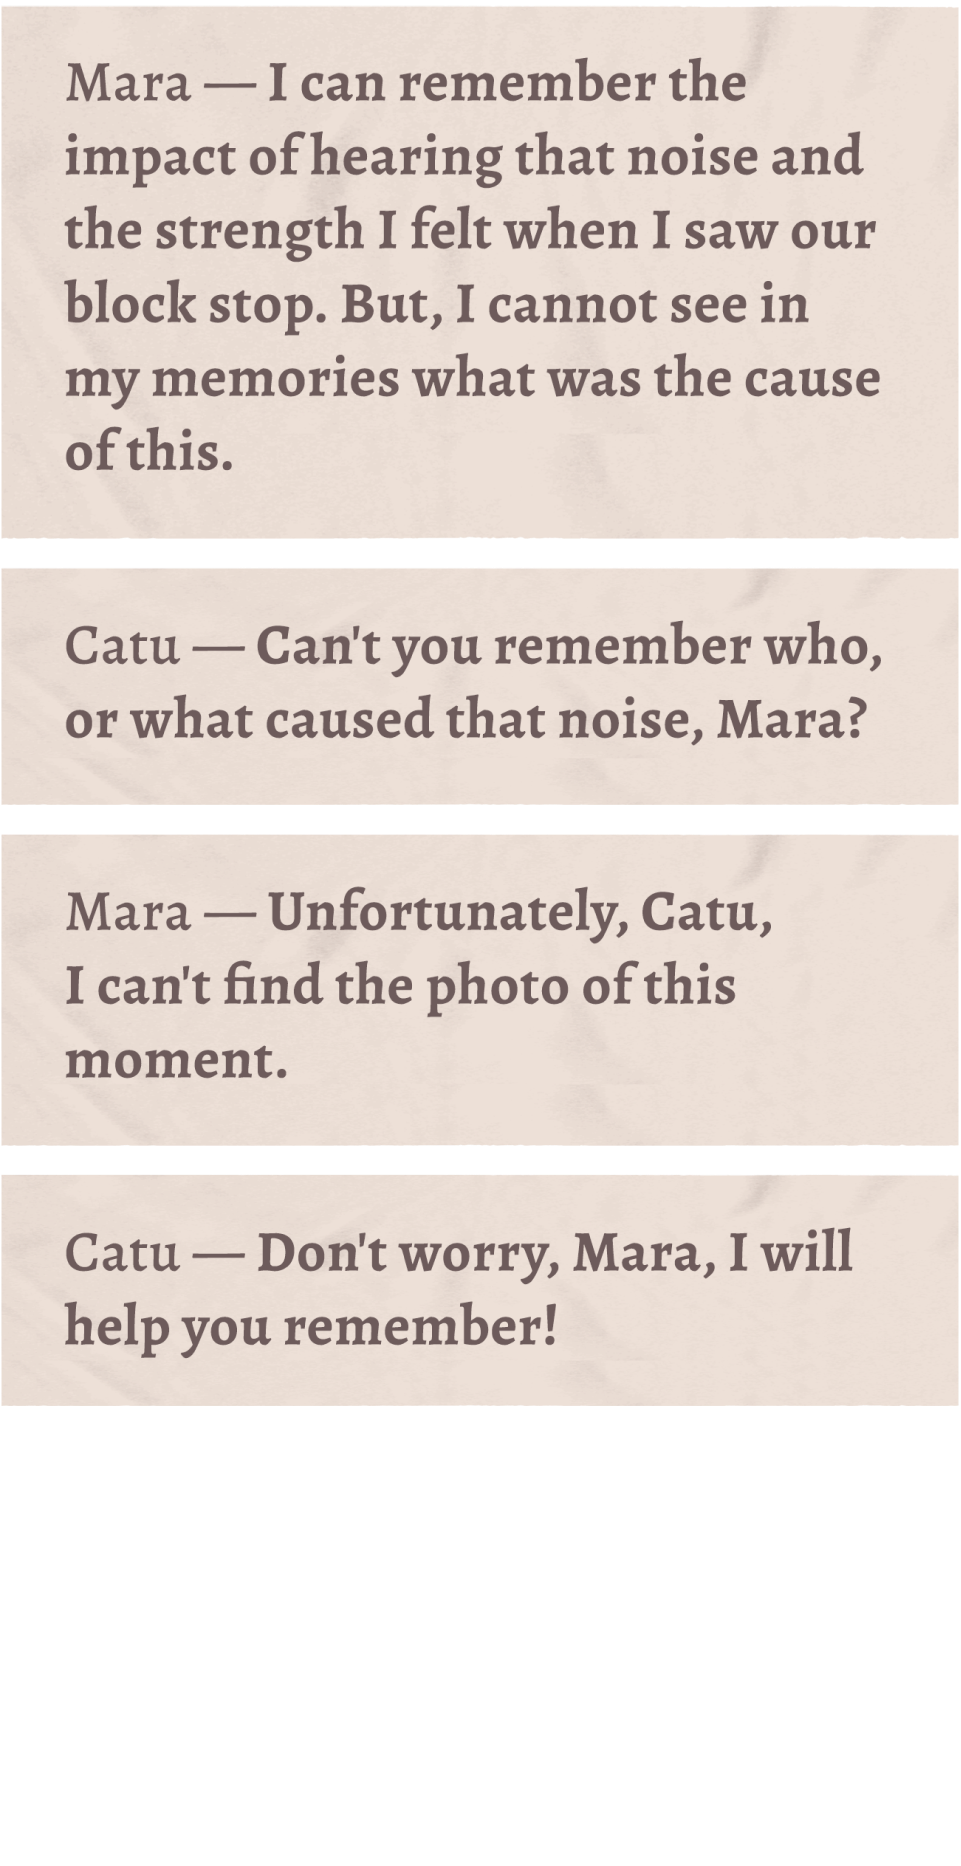 Mara — I can remember the
impact of hearing that noise and
the strength I felt when I saw our
block stop. But, I cannot see in
my memories what was the cause
of this.
Catu — Can't you remember who,
or what caused that noise, Mara?
Mara — Unfortunately, Catu,
I can't find the photo of this
moment.
Catu — Don't worry, Mara, I will
help you remember!